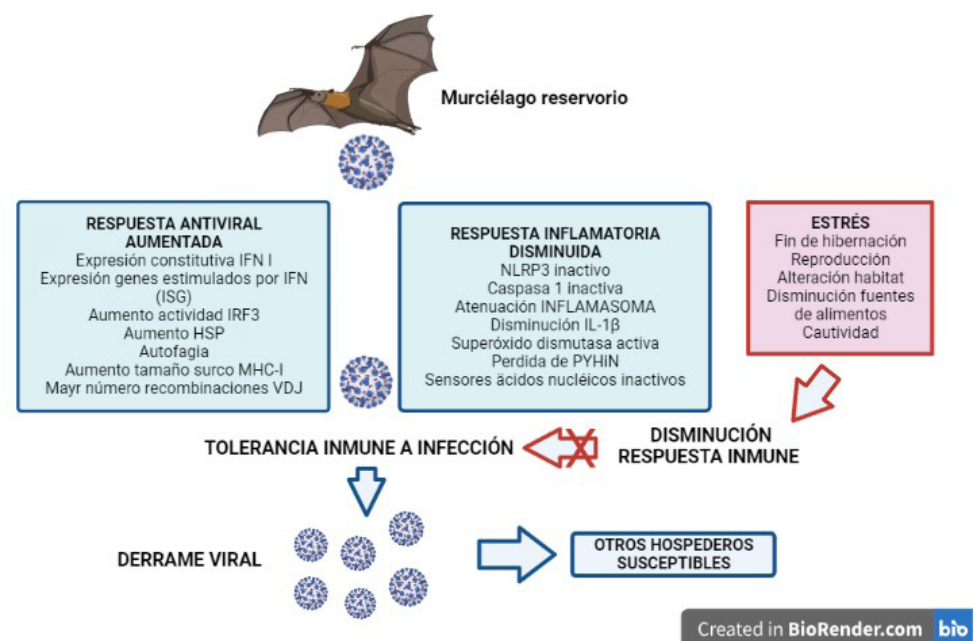 Murciélago reservorio
RESPUESTA ANTIVIRAL
AUMENTADA
Expresión constitutiva IFN I
Expresión genes estimulados por IFN
(ISG)
Aumento actividad IRF3
Aumento HSP
Autofagia
Aumento tamaño surco MHC-I
Mayr número recombinaciones VDJ
RESPUESTA INFLAMATORIA
DISMINUIDA
NLRP3 inactivo
Caspasa 1 inactiva
Atenuación INFLAMASOMA
Disminución IL-1β
Superóxido dismutasa activa
Perdida de PYHiN
Sensores äcidos nucléicos inactivos
ESTRÉS
Fin de hibernación
Reproducción
Alteración habitat
Disminución fuentes
de alimentos
Cautividad
TOLERANCIA INMUNE A INFECCIÓN
DISMINUCIÓN
RESPUESTA INMUNE
DERRAME VIRAL
OTROS HOSPEDEROS
SUSCEPTIBLES
Created in BioRender.com bio